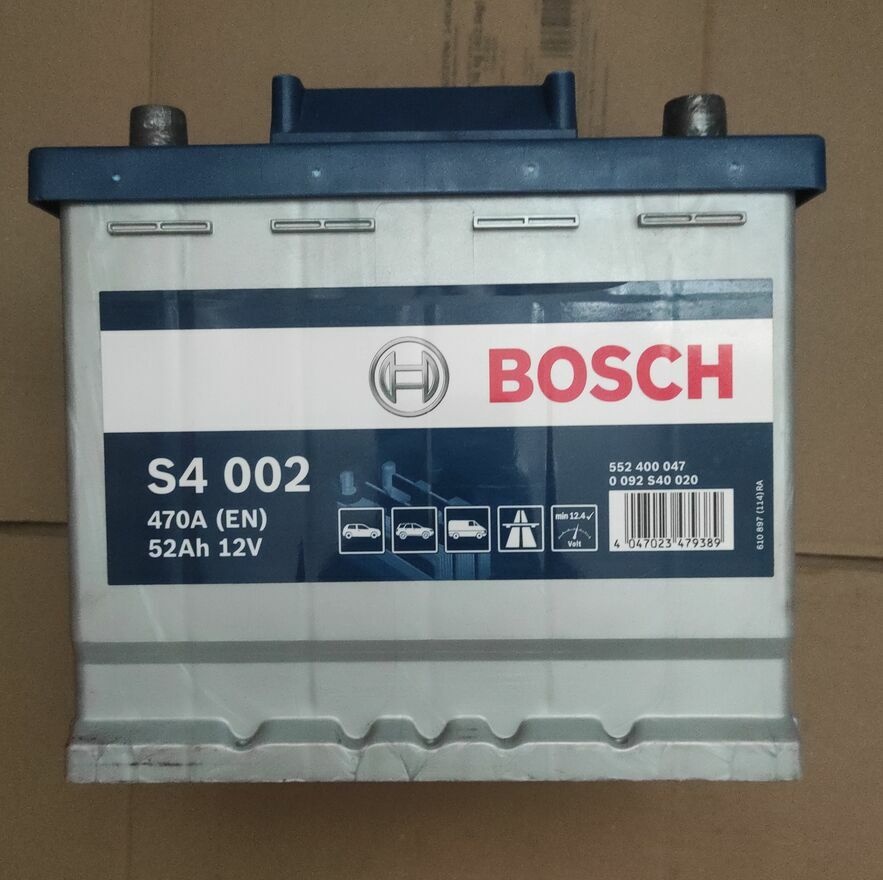 BOSCH
S4 002
470A (EN)
52Ah 12V
min 12.4
Volt
552 400 047
0 092 S40 020
4 047023 479389
610 897 (114)RA